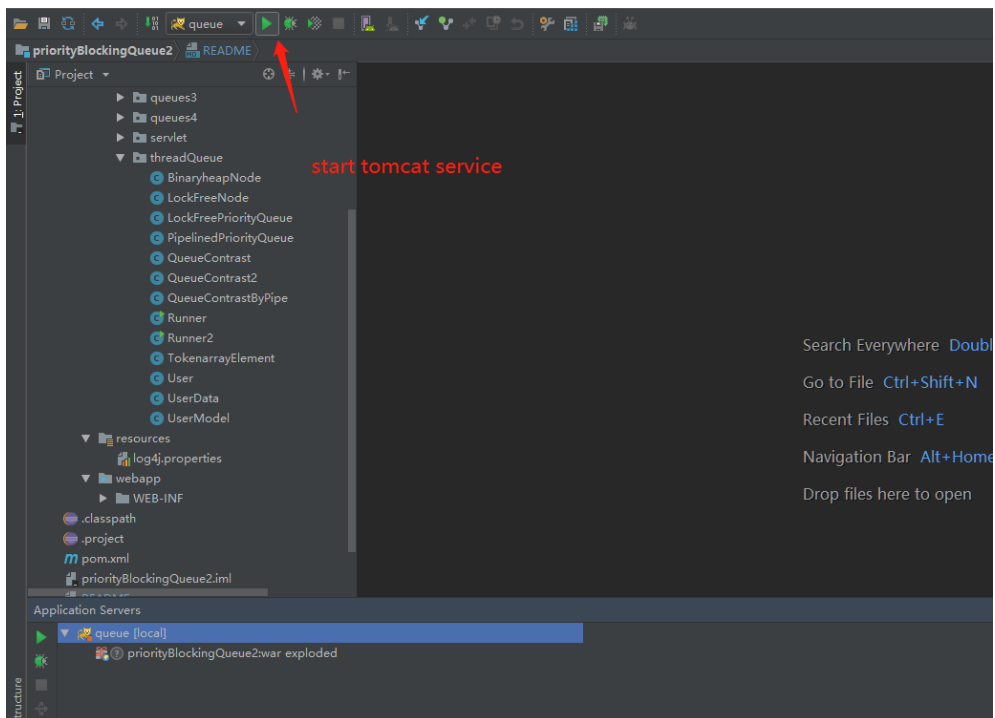 queue
priorityBlockingQueue2 README
1: Project
Project
queues3
queues4
servlet
threadQueue
start tomcat service
BinaryheapNode
LockFreeNode
LockFreePriorityQueue
PipelinedPriorityQueue
QueueContrast
QueueContrast2
QueueContrastByPipe
Runner
Runner2
TokenarrayElement
User
UserData
UserModel
resources
log4j.properties
webapp
WEB-INF
.classpath
.project
pom.xml
priorityBlockingQueue2.iml
README
Search Everywhere Doubl
Go to File Ctrl+Shift+N
Recent Files Ctrl+E
Navigation Bar Alt+Home
Drop files here to open
Application Servers
queue [local]
priorityBlockingQueue2:war exploded
tructure